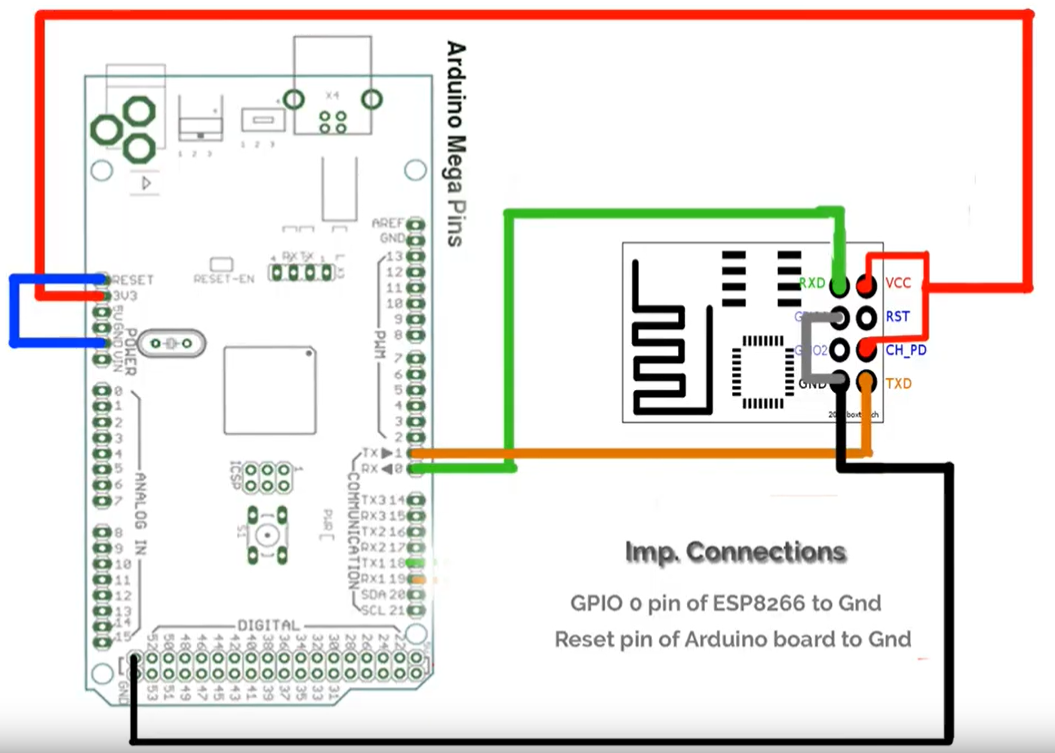 Arduino Mega Pins
X4
1 2 3
1 2 3
AREF
GND
RX TX
RESET-EN
13
12
11
10
9
8
PWM
7
6
5
4
3
2
TX 1
RX 0
RESET
3V3
5V
GND
GND
VIN
POWER
0
1
2
3
4
5
6
7
ANALOG IN
8
9
10
11
12
13
14
15
ICSP
1
S1
PWR
COMMUNICATION
TX3 14
RX3 15
TX2 16
RX2 17
TX1 18
RX1 19
SDA 20
SCL 21
DIGITAL
52 50 48 46 44 42 40 38 36 34 32 30 28 26 24 22
53 51 49 47 45 43 41 39 37 35 33 31
GND
RXD
VCC
RST
GPIO2
CH_PD
GND
TXD
Imp. Connections
GPIO 0 pin of ESP8266 to Gnd
Reset pin of Arduino board to Gnd